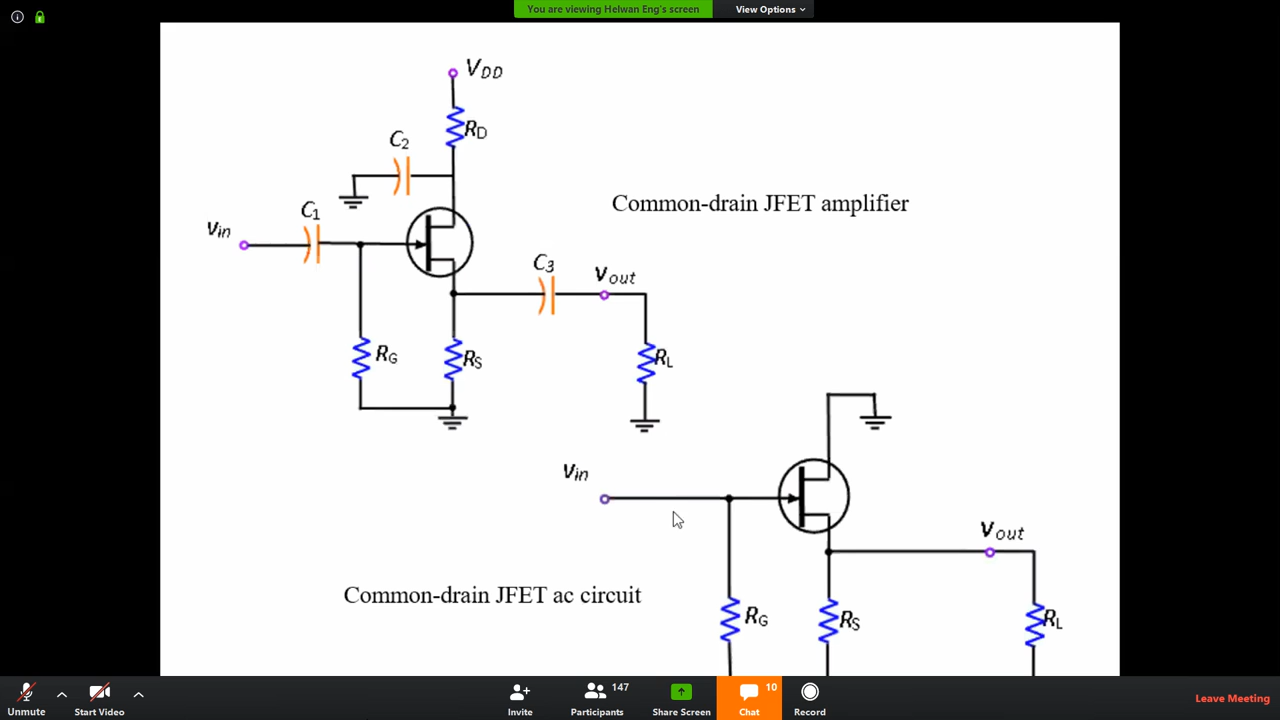 You are viewing Helwan Eng's screen
View Options
VDD
RD
C2
Common-drain JFET amplifier
C1
vin
C3
vout
RG
RS
RL
vin
vout
Common-drain JFET ac circuit
RG
RS
RL
147
10
Unmute
Start Video
Invite
Participants
Share Screen
Chat
Record
Leave Meeting